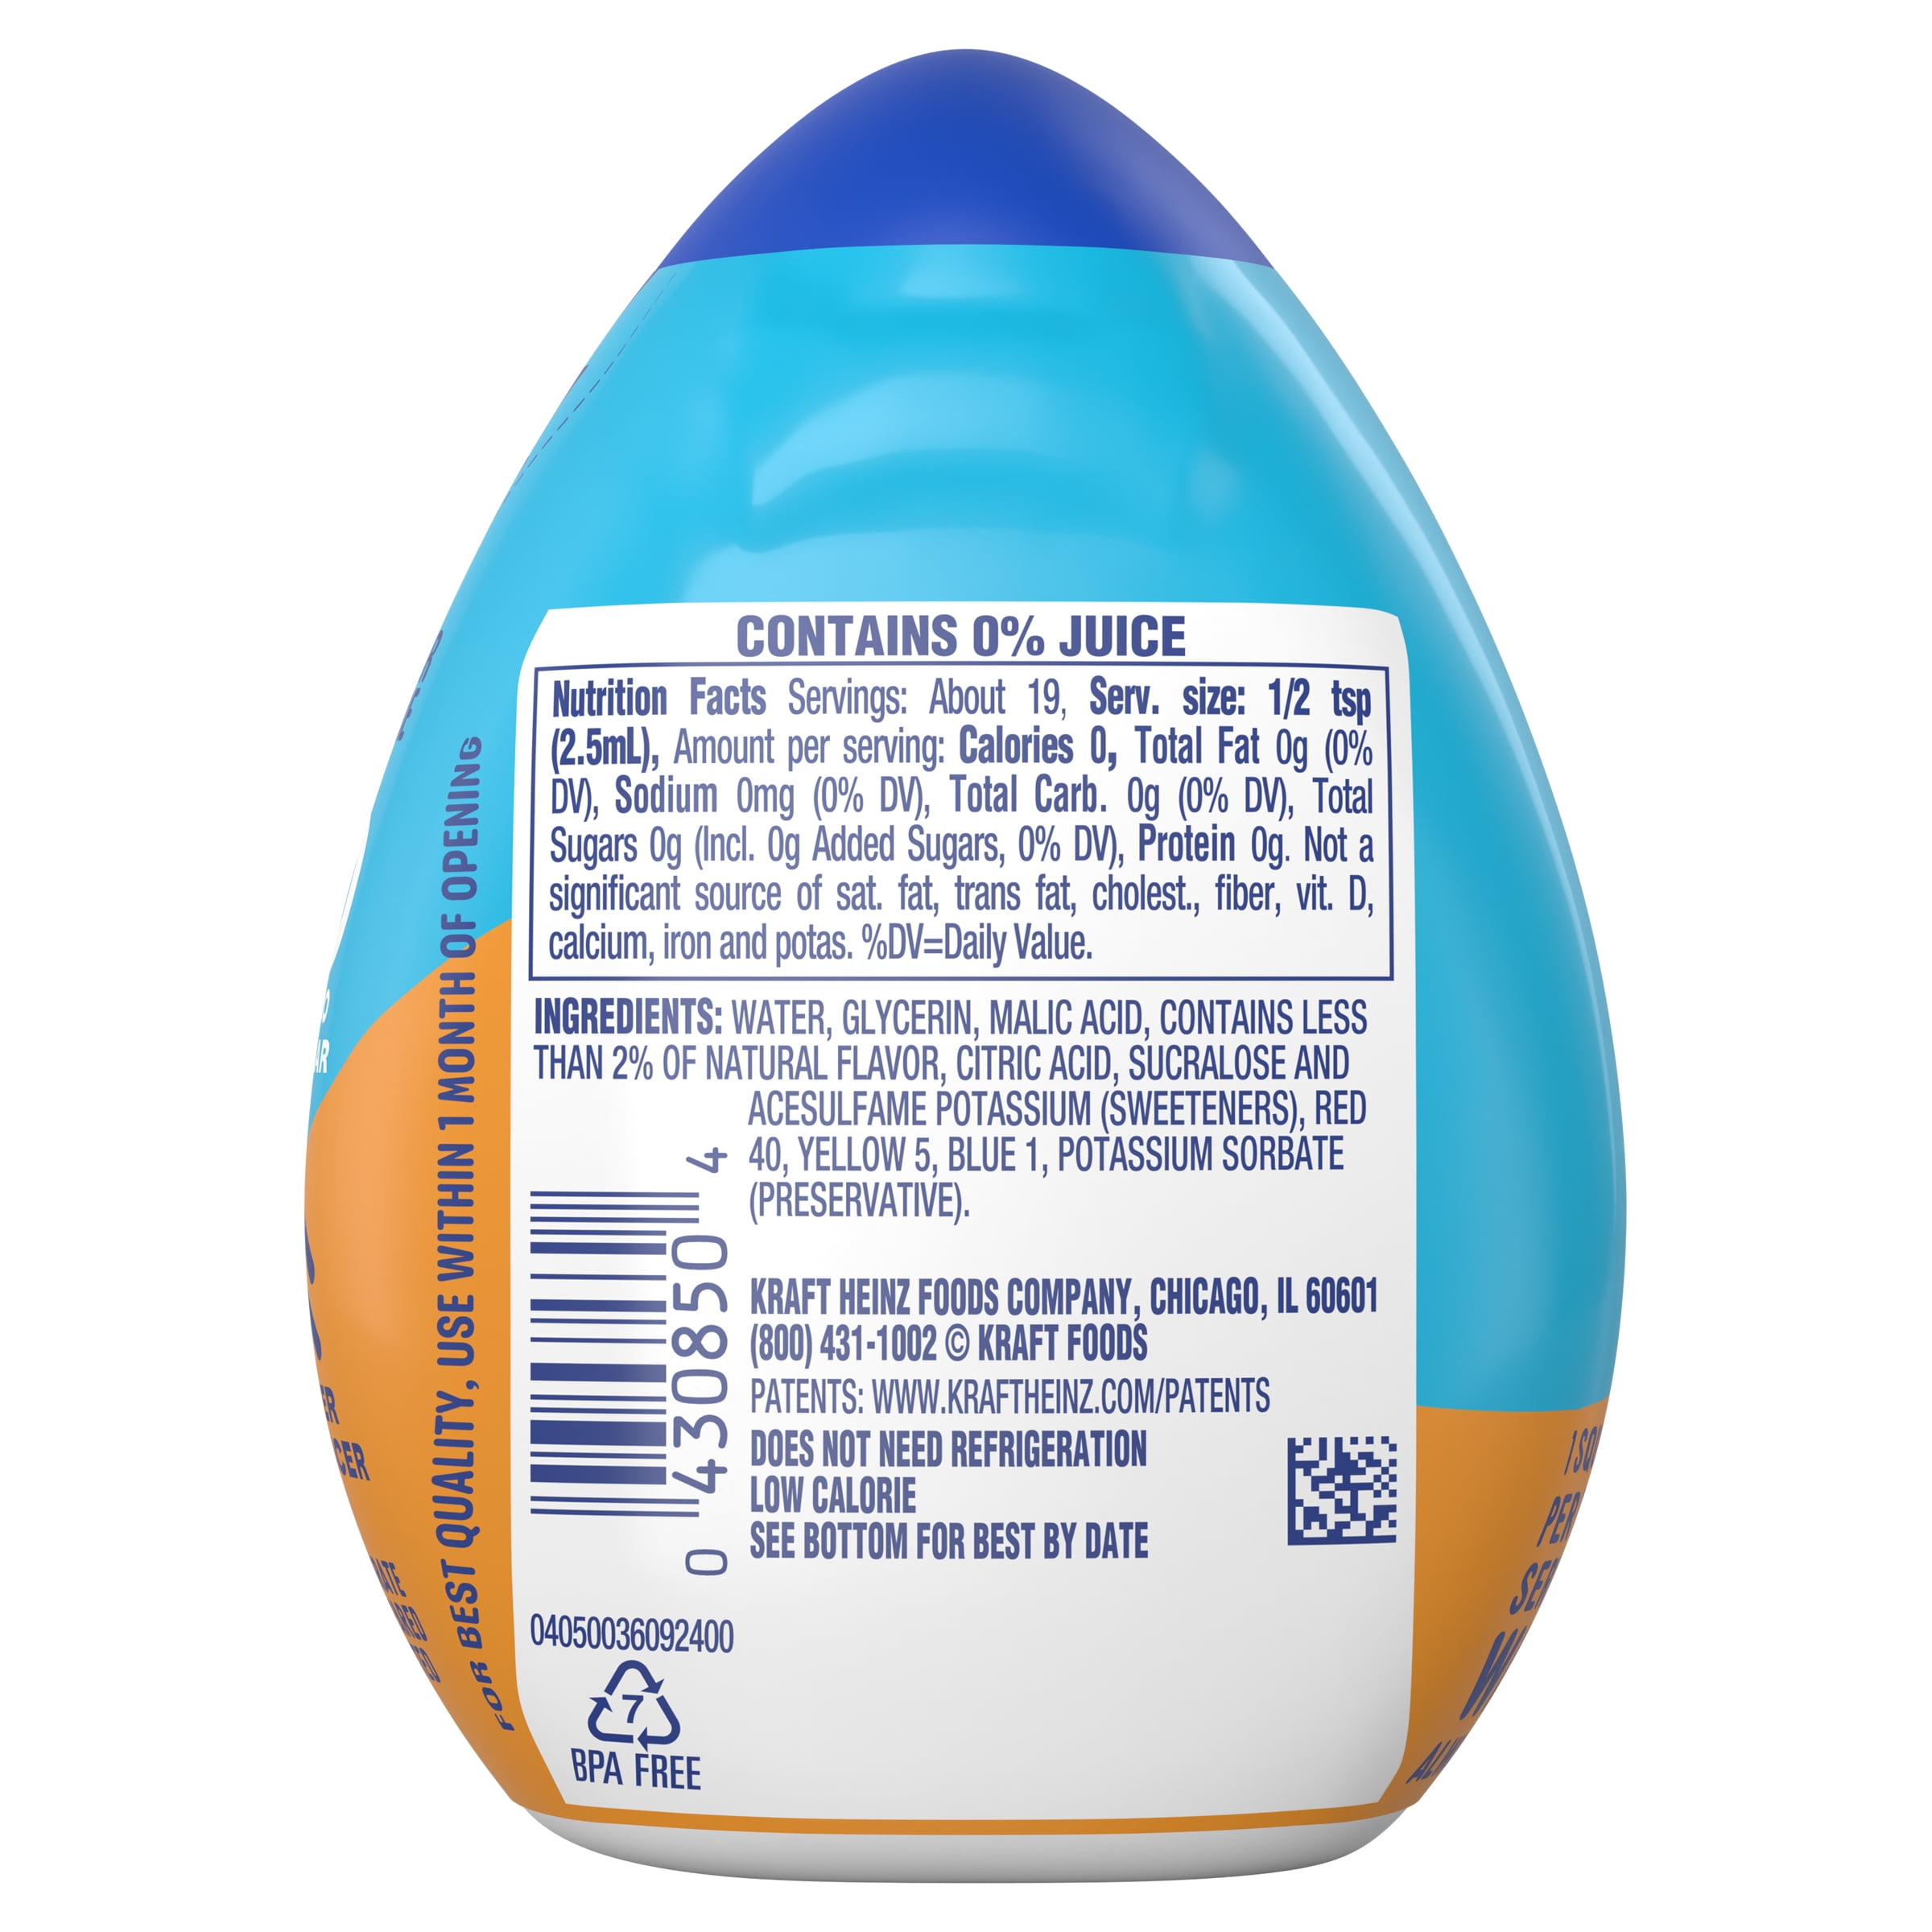 CONTAINS 0% JUICE
Nutrition Facts Servings: About 19, Serv. size: 1/2 tsp
(2.5mL), Amount per serving: Calories 0, Total Fat 0g (0%
DV), Sodium 0mg (0% DV), Total Carb. 0g (0% DV), Total
Sugars 0g (Incl. 0g Added Sugars, 0% DV), Protein 0g. Not a
significant source of sat. fat, trans fat, cholest., fiber, vit. D,
calcium, iron and potas. %DV=Daily Value.
INGREDIENTS: WATER, GLYCERIN, MALIC ACID, CONTAINS LESS
THAN 2% OF NATURAL FLAVOR, CITRIC ACID, SUCRALOSE AND
ACESULFAME POTASSIUM (SWEETENERS), RED
40, YELLOW 5, BLUE 1, POTASSIUM SORBATE
(PRESERVATIVE).
0 43085 0 4
KRAFT HEINZ FOODS COMPANY, CHICAGO, IL 60601
(800) 431-1002 © KRAFT FOODS
PATENTS: WWW.KRAFTHEINZ.COM/PATENTS
DOES NOT NEED REFRIGERATION
LOW CALORIE
SEE BOTTOM FOR BEST BY DATE
04050036092400
7
BPA FREE
FOR BEST QUALITY, USE WITHIN 1 MONTH OF OPENING